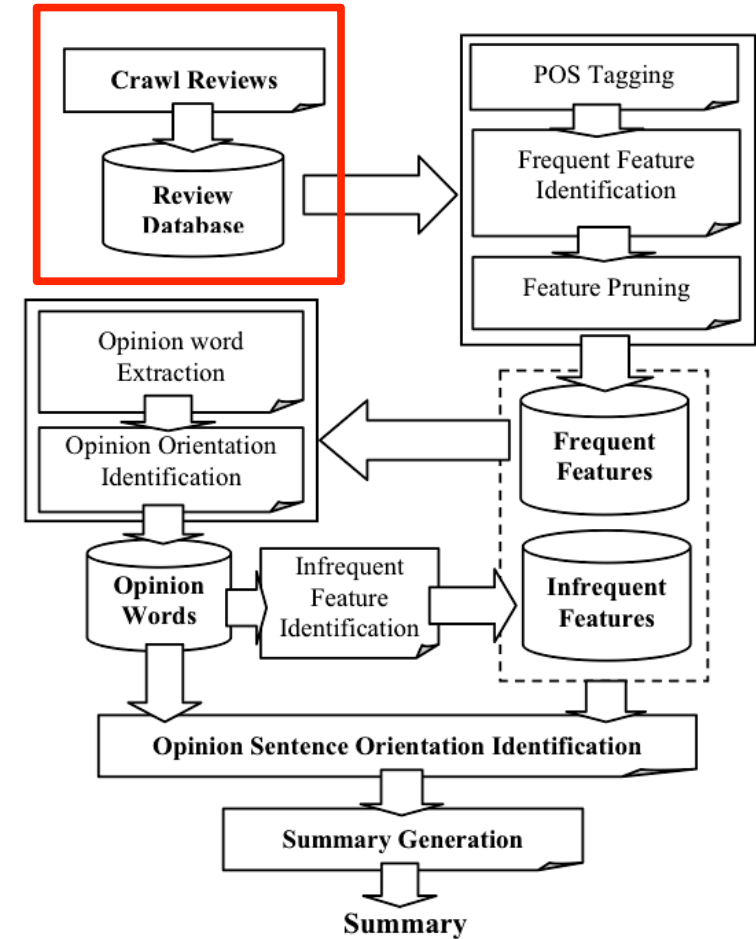 Crawl Reviews
Review
Database
POS Tagging
Frequent Feature
Identification
Feature Pruning
Opinion word
Extraction
Opinion Orientation
Identification
Frequent
Features
Opinion
Words
Infrequent
Feature
Identification
Infrequent
Features
Opinion Sentence Orientation Identification
Summary Generation
Summary